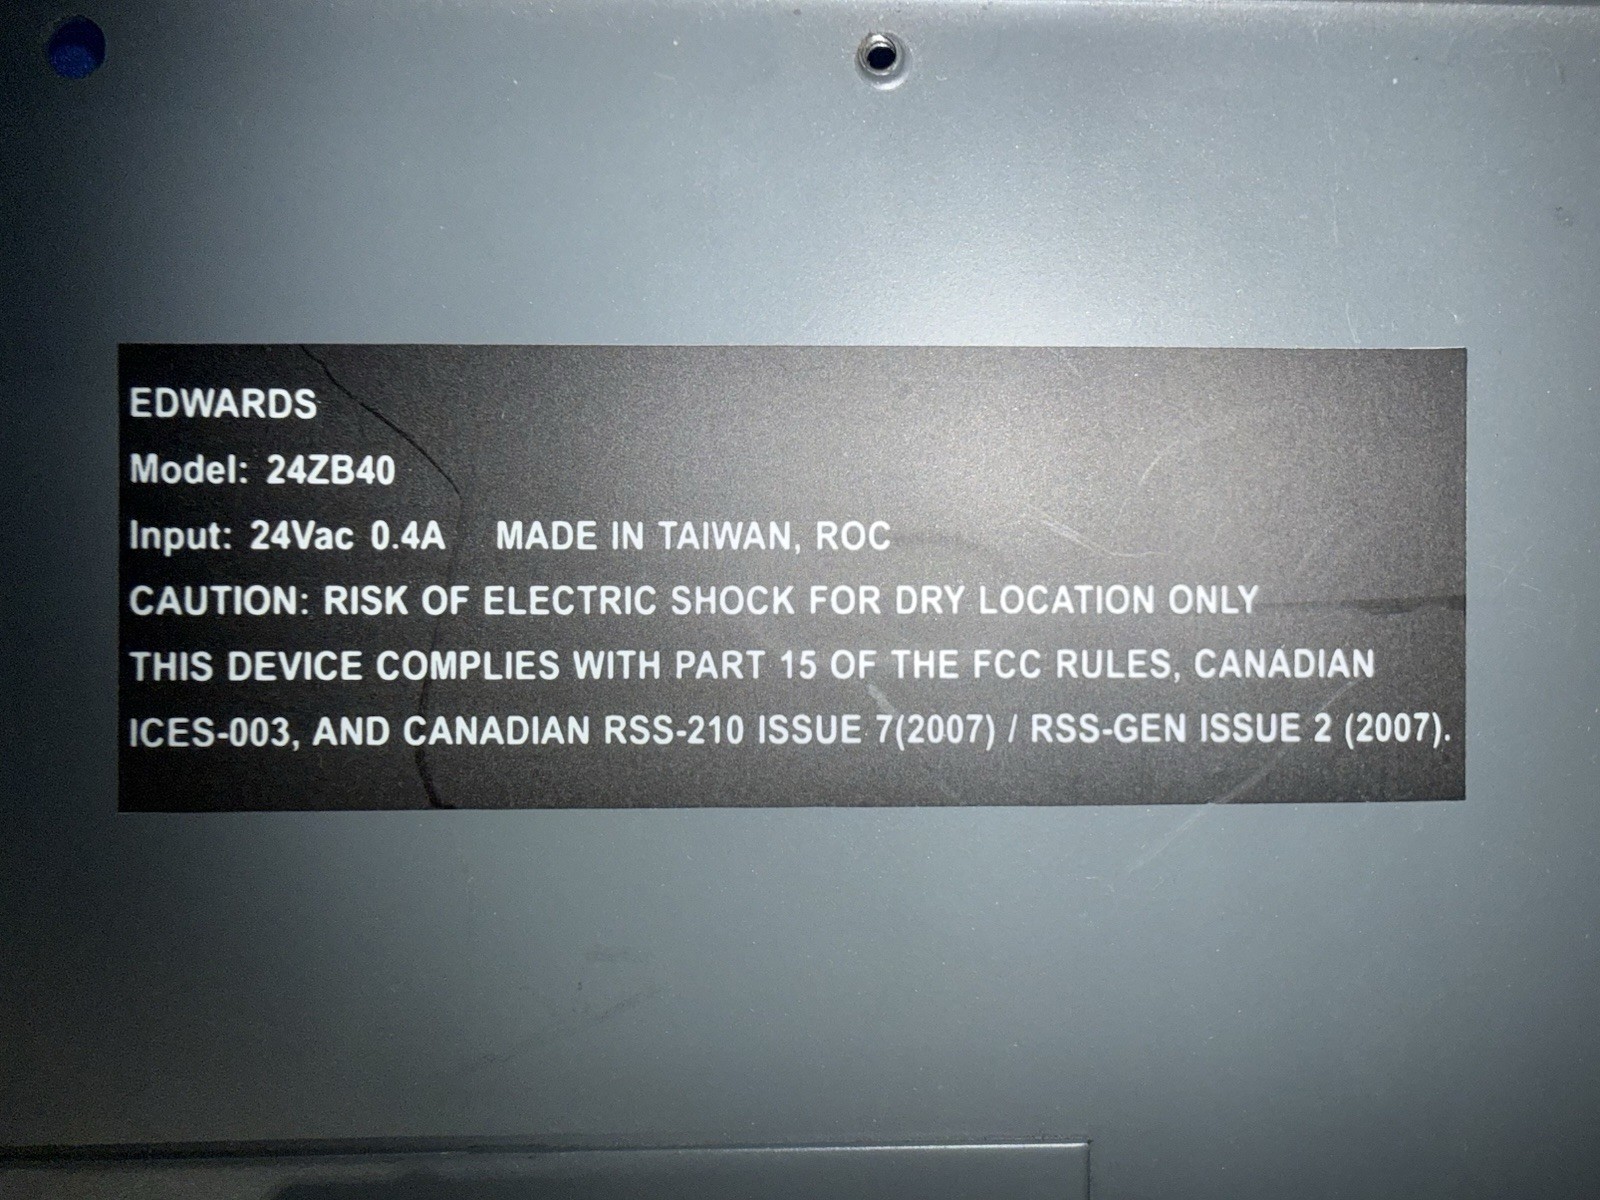 EDWARDS
Model: 24ZB40
Input: 24Vac 0.4A MADE IN TAIWAN, ROC
CAUTION: RISK OF ELECTRIC SHOCK FOR DRY LOCATION ONLY
THIS DEVICE COMPLIES WITH PART 15 OF THE FCC RULES, CANADIAN
ICES-003, AND CANADIAN RSS-210 ISSUE 7(2007) / RSS-GEN ISSUE 2 (2007).